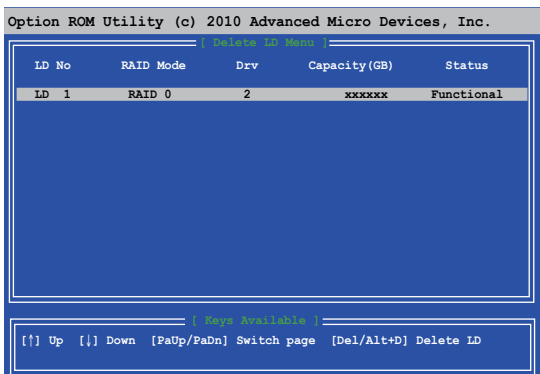 Option ROM Utility (c) 2010 Advanced Micro Devices, Inc.
[ Delete LD Menu ]
LD No RAID Mode Drv Capacity(GB) Status
LD 1 RAID 0 2 xxxxxx Functional
[ Keys Available ]
[↑] Up [↓] Down [PaUp/PaDn] Switch page [Del/Alt+D] Delete LD